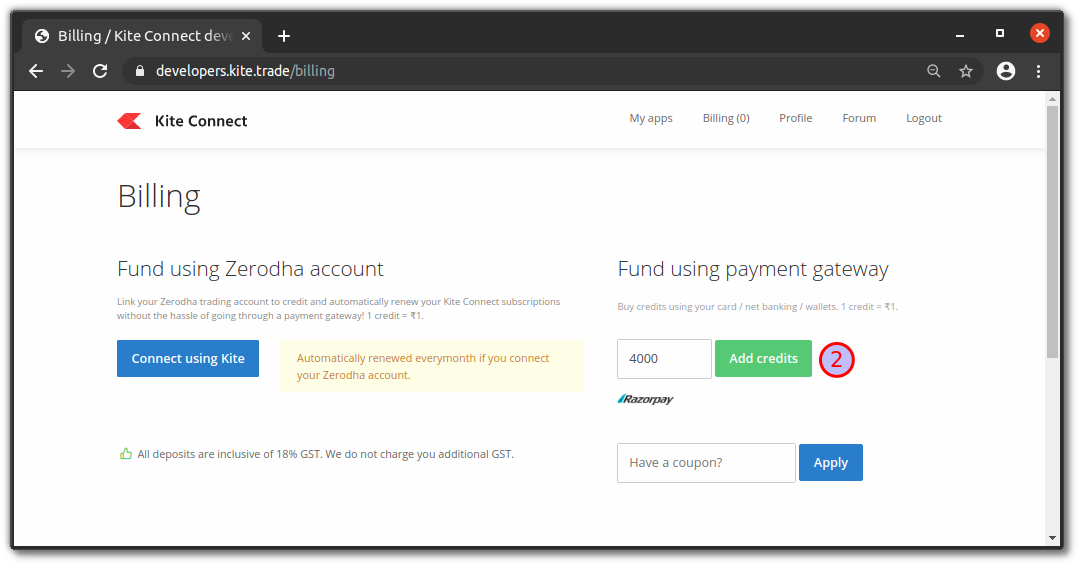 Billing / Kite Connect deve
developers.kite.trade/billing
Kite Connect
My apps
Billing (0)
Profile
Forum
Logout
Billing
Fund using Zerodha account
Link your Zerodha trading account to credit and automatically renew your Kite Connect subscriptions
without the hassle of going through a payment gateway! 1 credit = ₹1.
Connect using Kite
Automatically renewed everymonth if you connect
your Zerodha account.
All deposits are inclusive of 18% GST. We do not charge you additional GST.
Fund using payment gateway
Buy credits using your card / net banking / wallets. 1 credit = ₹1.
4000
Add credits
2
Razorpay
Have a coupon?
Apply